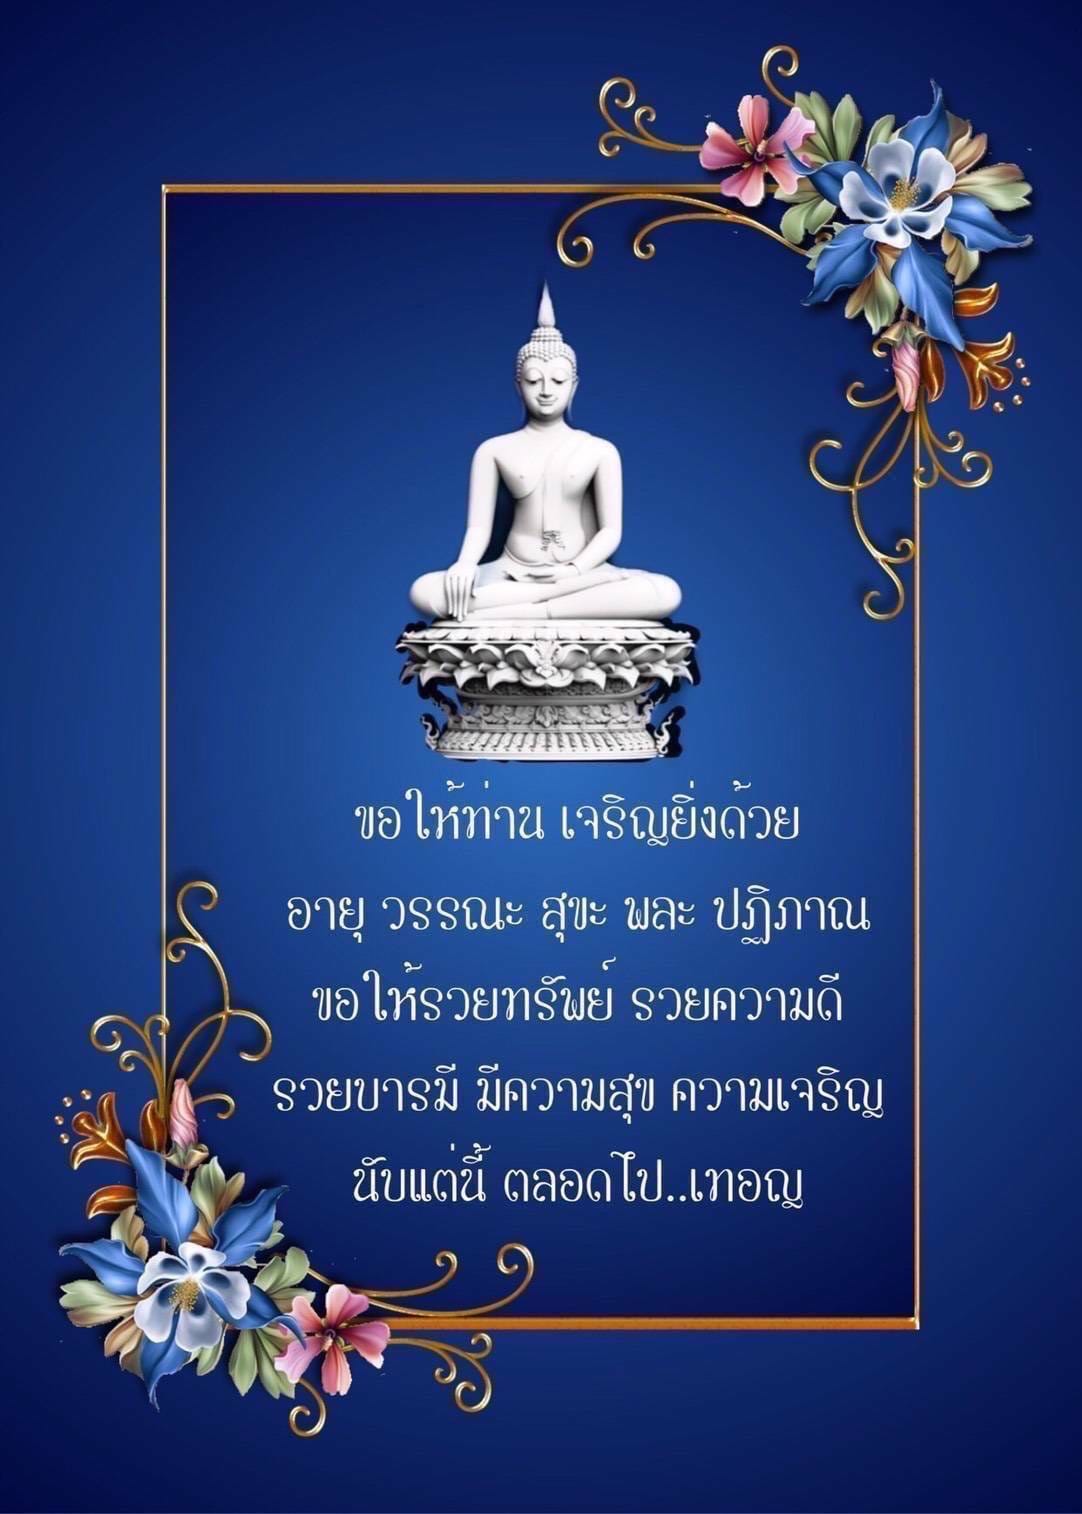 ขอให้ท่าน เจริญยิ่งด้วย
อายุ วรรณะ สุขะ พละ ปฏิภาณ
ขอให้รวยทรัพย์ รวยความดี
รวยบารมี มีความสุข ความเจริญ
นับแต่นี้ ตลอดไป..เทอญ